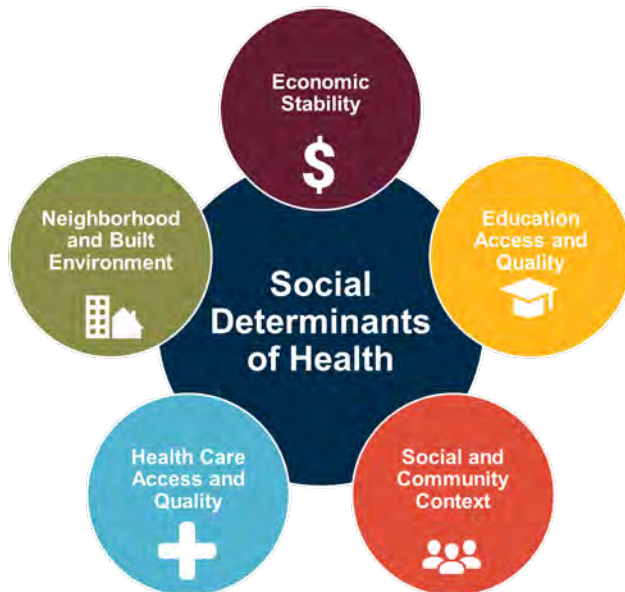 Economic
Stability
$
Neighborhood
and Built
Environment
Education
Access and
Quality
Social
Determinants
of Health
Health Care
Access and
Quality
Social and
Community
Context